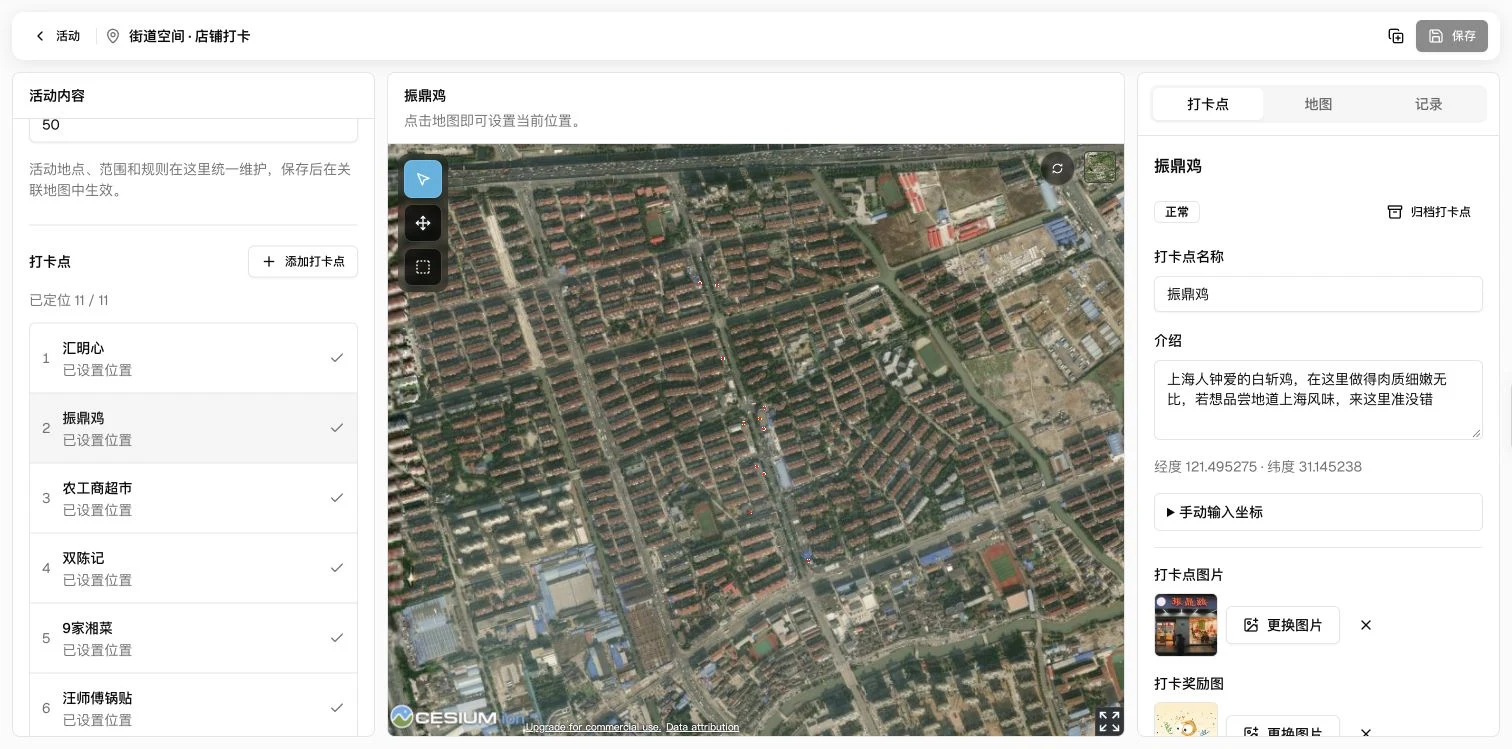 活动
街道空间 · 店铺打卡
保存
活动内容
50
活动地点、范围和规则在这里统一维护，保存后在关
联地图中生效。
打卡点
添加打卡点
已定位 11 / 11
1
汇明心
已设置位置
2
振鼎鸡
已设置位置
3
农工商超市
已设置位置
4
双陈记
已设置位置
5
9家湘菜
已设置位置
6
汪师傅锅贴
已设置位置
振鼎鸡
点击地图即可设置当前位置。
CESIUM ion
Upgrade for commercial use. Data attribution
打卡点
地图
记录
振鼎鸡
正常
归档打卡点
打卡点名称
振鼎鸡
介绍
上海人钟爱的白斩鸡，在这里做得肉质细嫩无
比，若想品尝地道上海风味，来这里准没错
经度 121.495275 · 纬度 31.145238
手动输入坐标
打卡点图片
振鼎鸡
更换图片
打卡奖励图
更换图片